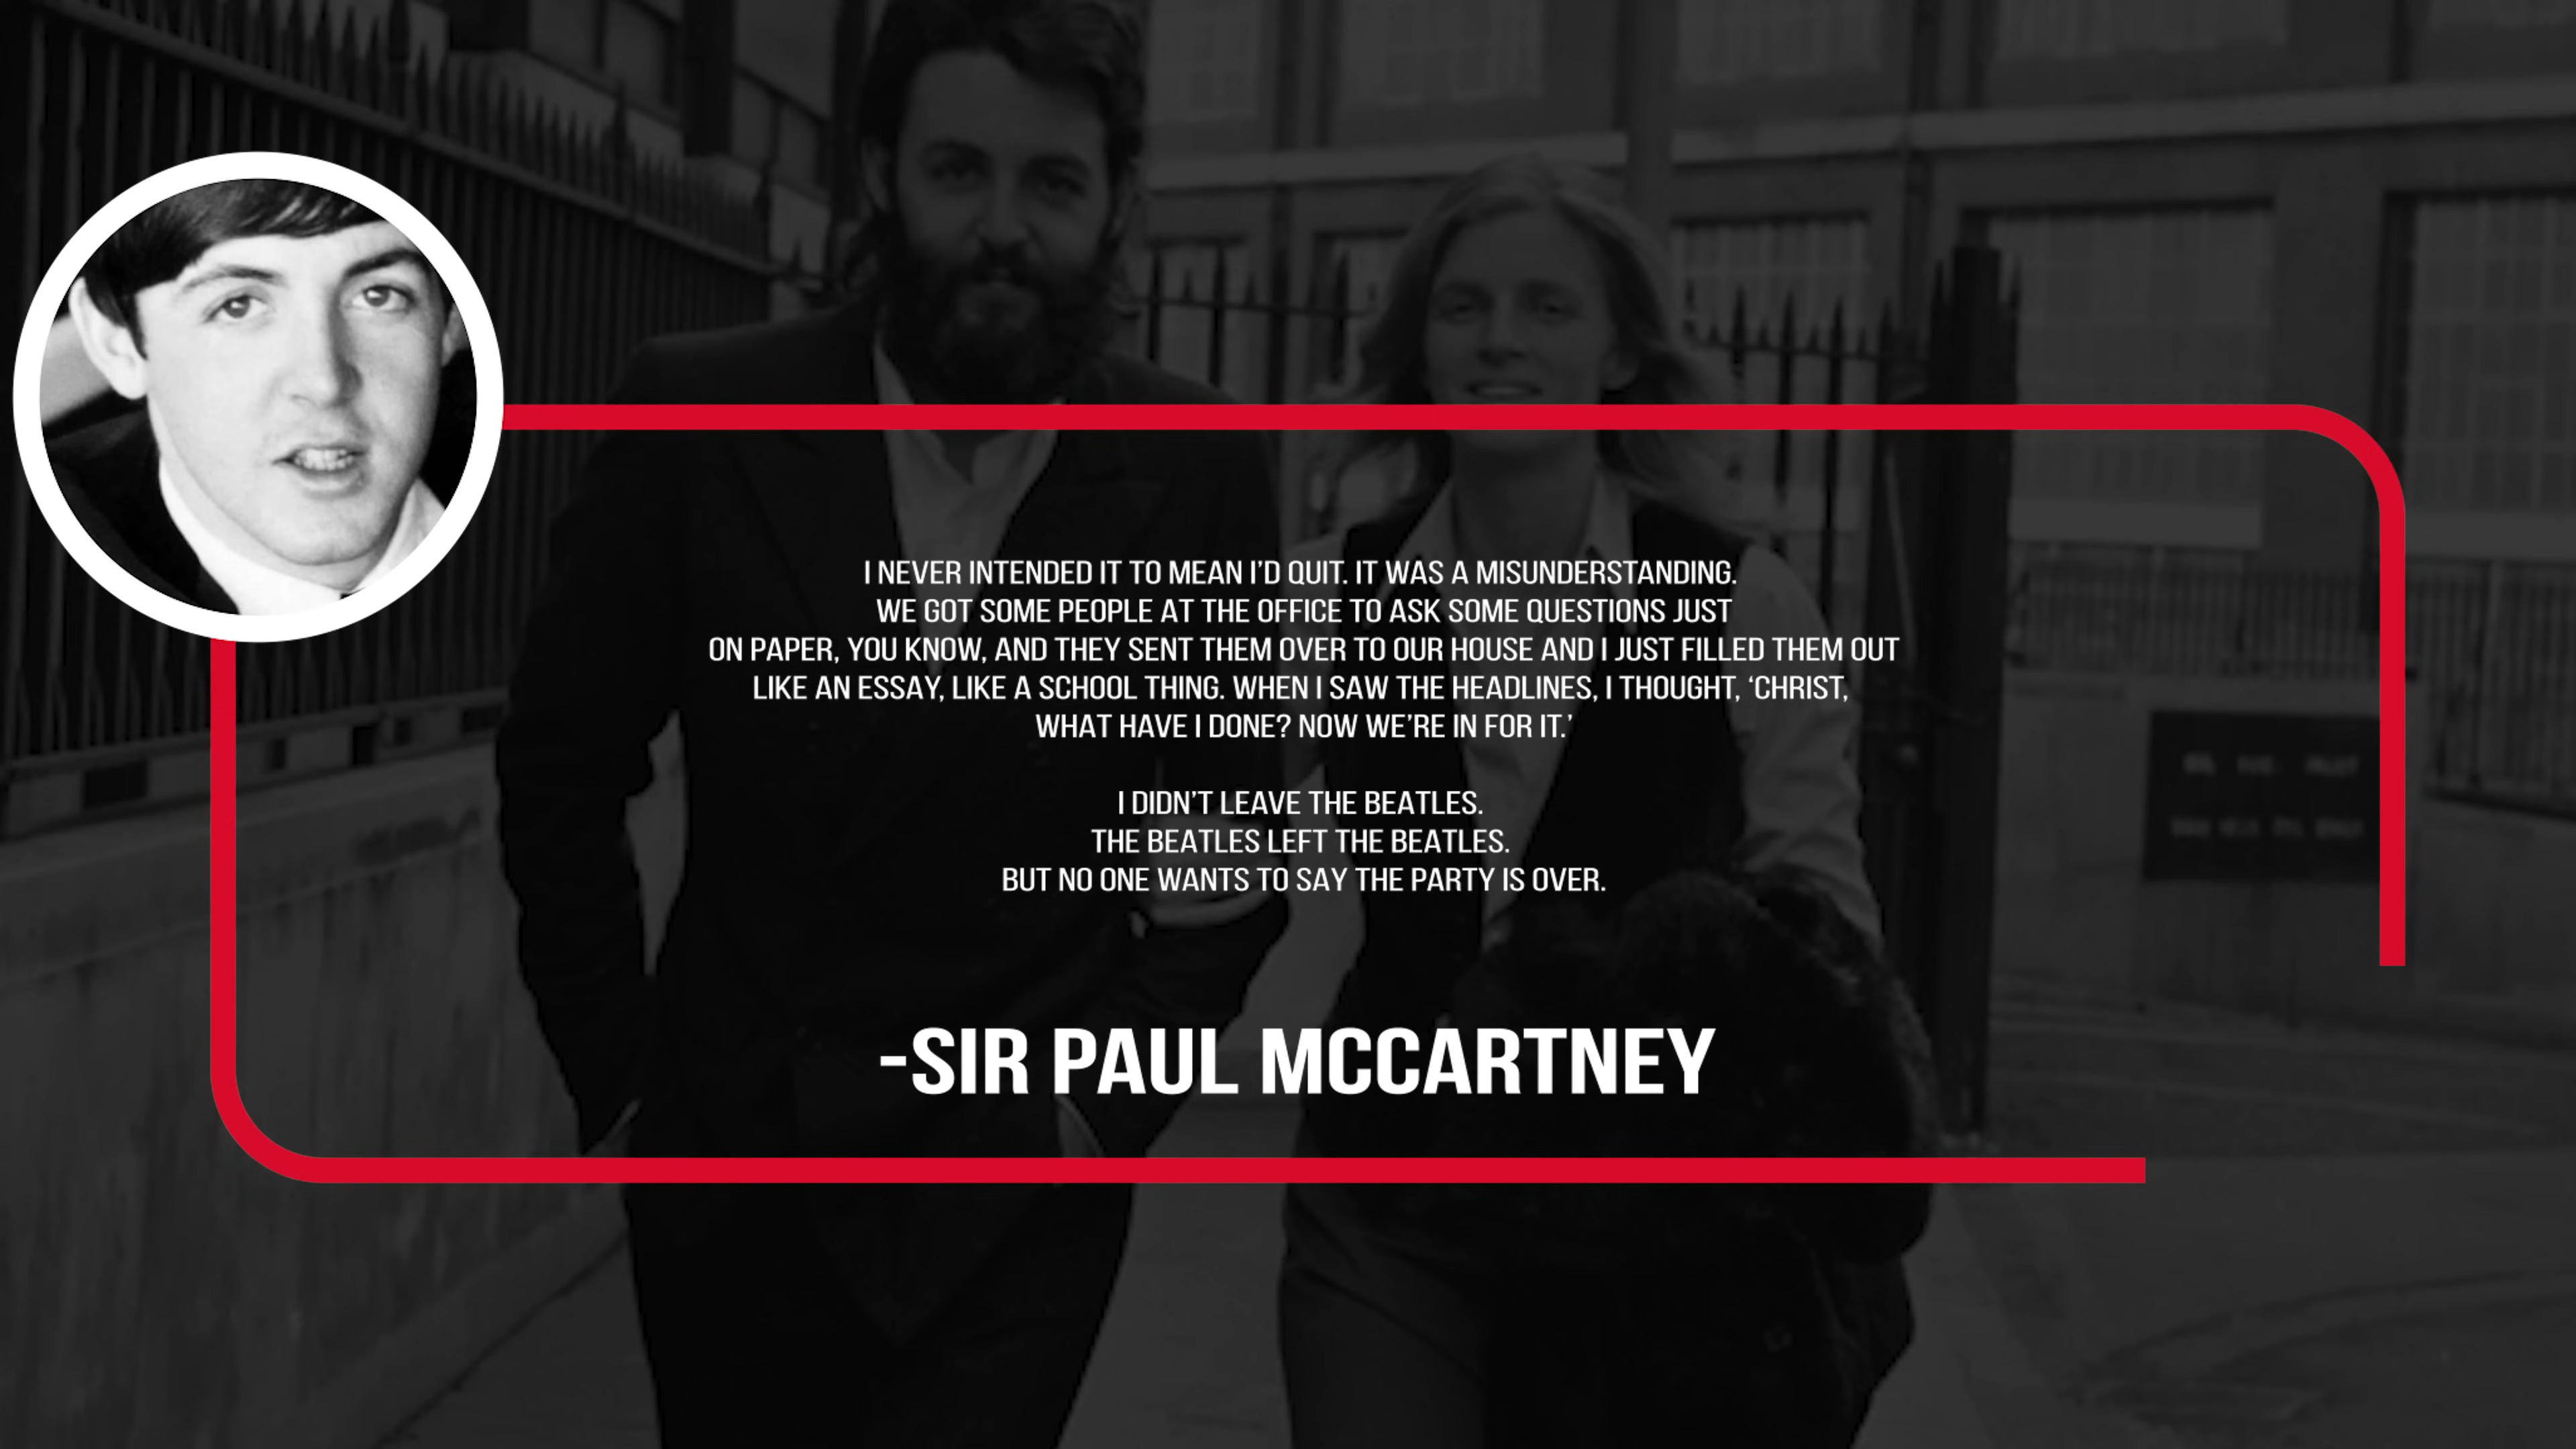 I NEVER INTENDED IT TO MEAN I'D QUIT. IT WAS A MISUNDERSTANDING.
WE GOT SOME PEOPLE AT THE OFFICE TO ASK SOME QUESTIONS JUST
ON PAPER, YOU KNOW, AND THEY SENT THEM OVER TO OUR HOUSE AND I JUST FILLED THEM OUT
LIKE AN ESSAY, LIKE A SCHOOL THING. WHEN I SAW THE HEADLINES, I THOUGHT, ‘CHRIST,
WHAT HAVE I DONE? NOW WE’RE IN FOR IT.’
I DIDN’T LEAVE THE BEATLES.
THE BEATLES LEFT THE BEATLES.
BUT NO ONE WANTS TO SAY THE PARTY IS OVER.
-SIR PAUL MCCARTNEY